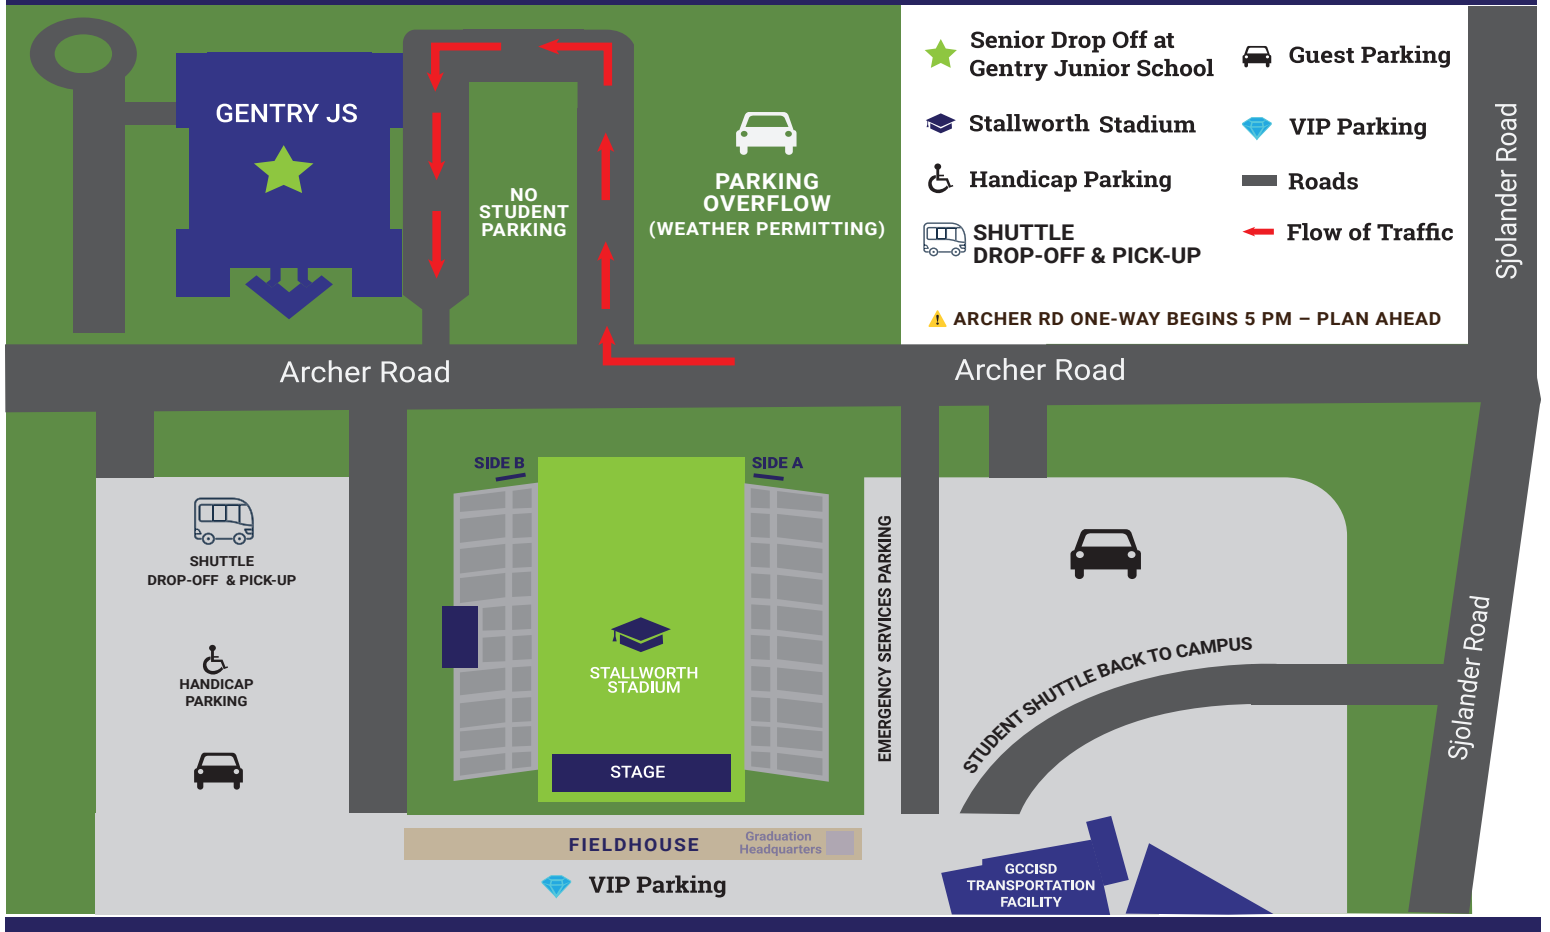 GENTRY JS
NO
STUDENT
PARKING
PARKING
OVERFLOW
(WEATHER PERMITTING)
Senior Drop Off at
Gentry Junior School
Stallworth Stadium
Handicap Parking
SHUTTLE
DROP-OFF & PICK-UP
Guest Parking
VIP Parking
Roads
Flow of Traffic
ARCHER RD ONE-WAY BEGINS 5 PM – PLAN AHEAD
Sjolander Road
Archer Road
Archer Road
SIDE B
SIDE A
SHUTTLE
DROP-OFF & PICK-UP
HANDICAP
PARKING
STALLWORTH
STADIUM
STAGE
EMERGENCY SERVICES PARKING
STUDENT SHUTTLE BACK TO CAMPUS
Sjolander Road
FIELDHOUSE
Graduation
Headquarters
VIP Parking
GCCISD
TRANSPORTATION
FACILITY